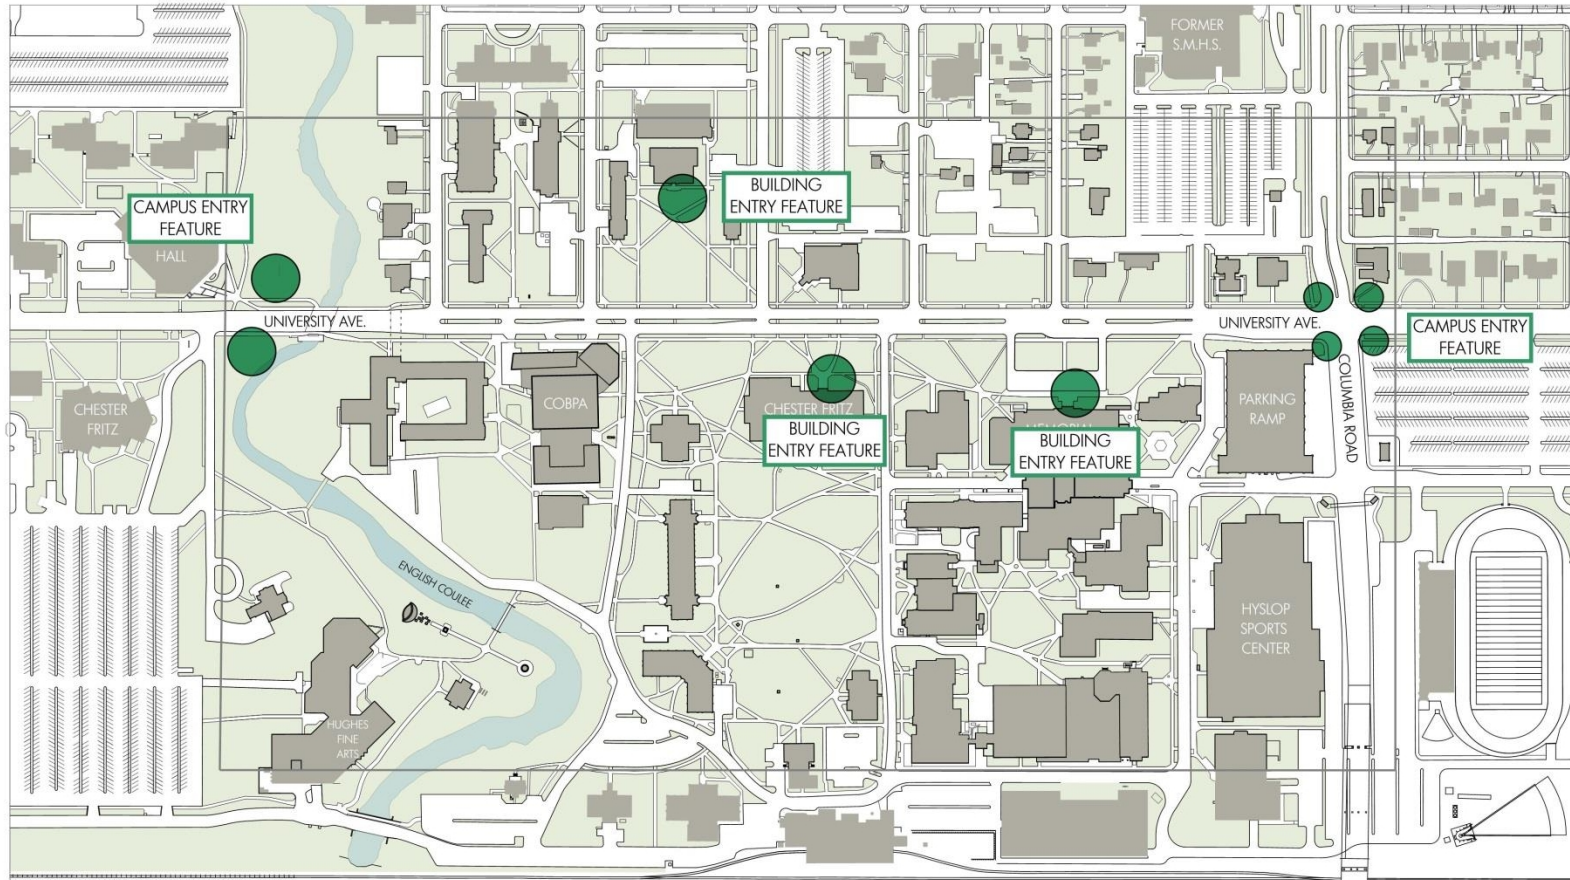 FORMER
S.M.H.S.
BUILDING
ENTRY FEATURE
CAMPUS ENTRY
FEATURE
HALL
UNIVERSITY AVE.
UNIVERSITY AVE.
CAMPUS ENTRY
FEATURE
COLUMBIA ROAD
CHESTER
FRITZ
COBPA
CHESTER FRITZ
BUILDING
ENTRY FEATURE
MEMORIAL
BUILDING
ENTRY FEATURE
PARKING
RAMP
ENGLISH COULEE
HYSLOP
SPORTS
CENTER
HUGHES
FINE
ARTS